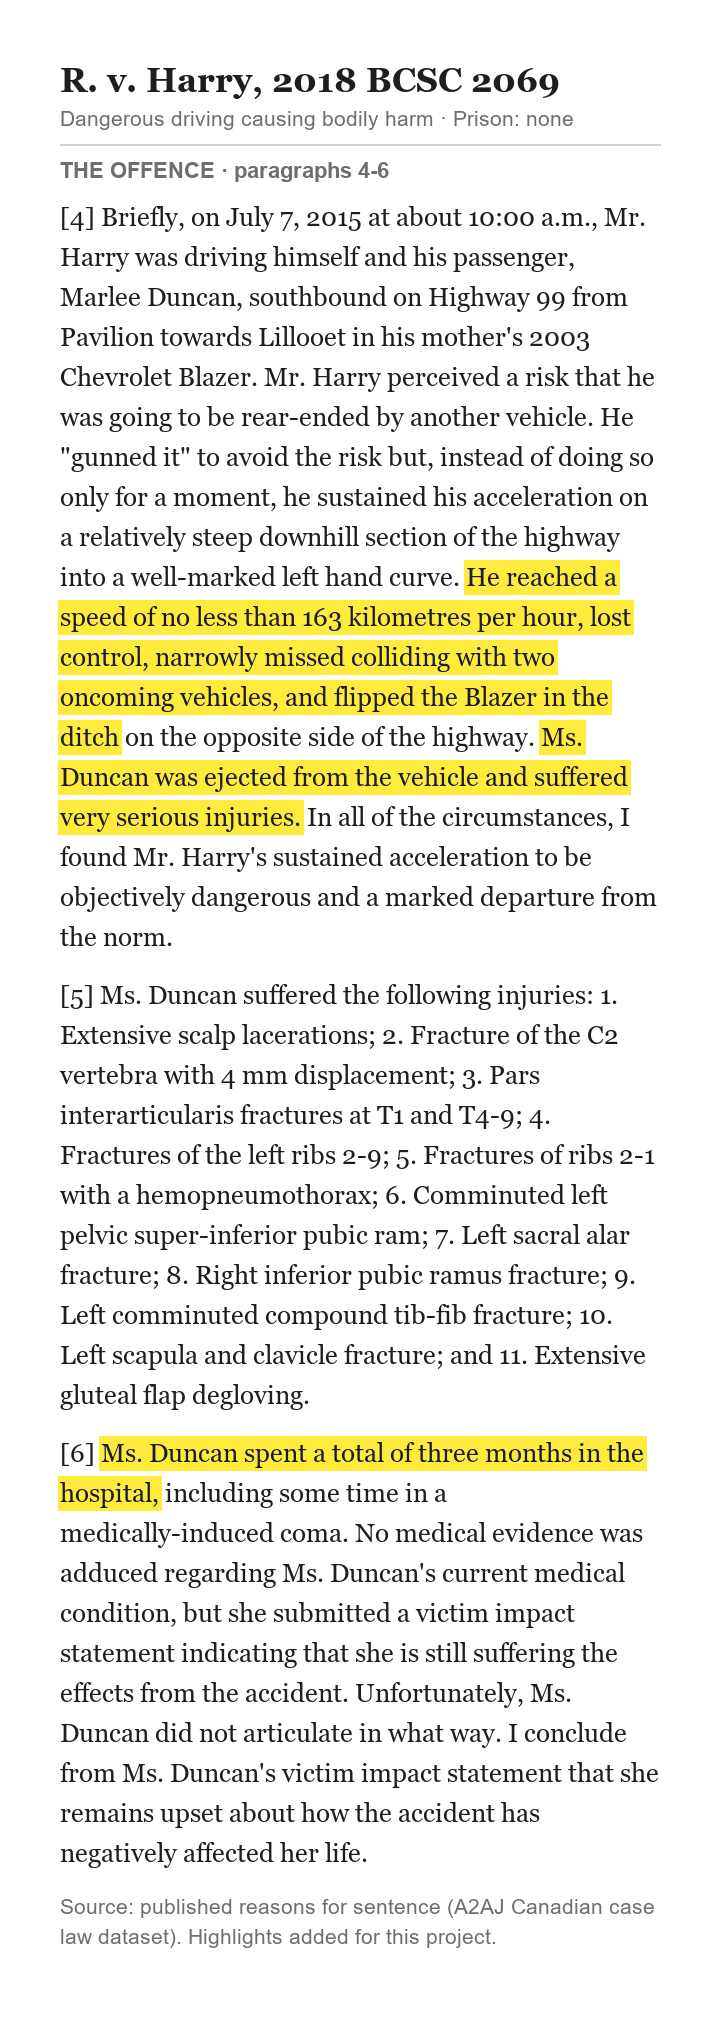 R. v. Harry, 2018 BCSC 2069
Dangerous driving causing bodily harm · Prison: none
THE OFFENCE · paragraphs 4-6
[4] Briefly, on July 7, 2015 at about 10:00 a.m., Mr.
Harry was driving himself and his passenger,
Marlee Duncan, southbound on Highway 99 from
Pavilion towards Lillooet in his mother's 2003
Chevrolet Blazer. Mr. Harry perceived a risk that he
was going to be rear-ended by another vehicle. He
"gunned it" to avoid the risk but, instead of doing so
only for a moment, he sustained his acceleration on
a relatively steep downhill section of the highway
into a well-marked left hand curve. He reached a
speed of no less than 163 kilometres per hour, lost
control, narrowly missed colliding with two
oncoming vehicles, and flipped the Blazer in the
ditch on the opposite side of the highway. Ms.
Duncan was ejected from the vehicle and suffered
very serious injuries. In all of the circumstances, I
found Mr. Harry's sustained acceleration to be
objectively dangerous and a marked departure from
the norm.
[5] Ms. Duncan suffered the following injuries: 1.
Extensive scalp lacerations; 2. Fracture of the C2
vertebra with 4 mm displacement; 3. Pars
interarticularis fractures at T1 and T4-9; 4.
Fractures of the left ribs 2-9; 5. Fractures of ribs 2-1
with a hemopneumothorax; 6. Comminuted left
pelvic super-inferior pubic ram; 7. Left sacral alar
fracture; 8. Right inferior pubic ramus fracture; 9.
Left comminuted compound tib-fib fracture; 10.
Left scapula and clavicle fracture; and 11. Extensive
gluteal flap degloving.
[6] Ms. Duncan spent a total of three months in the
hospital, including some time in a
medically-induced coma. No medical evidence was
adduced regarding Ms. Duncan's current medical
condition, but she submitted a victim impact
statement indicating that she is still suffering the
effects from the accident. Unfortunately, Ms.
Duncan did not articulate in what way. I conclude
from Ms. Duncan's victim impact statement that she
remains upset about how the accident has
negatively affected her life.
Source: published reasons for sentence (A2AJ Canadian case
law dataset). Highlights added for this project.